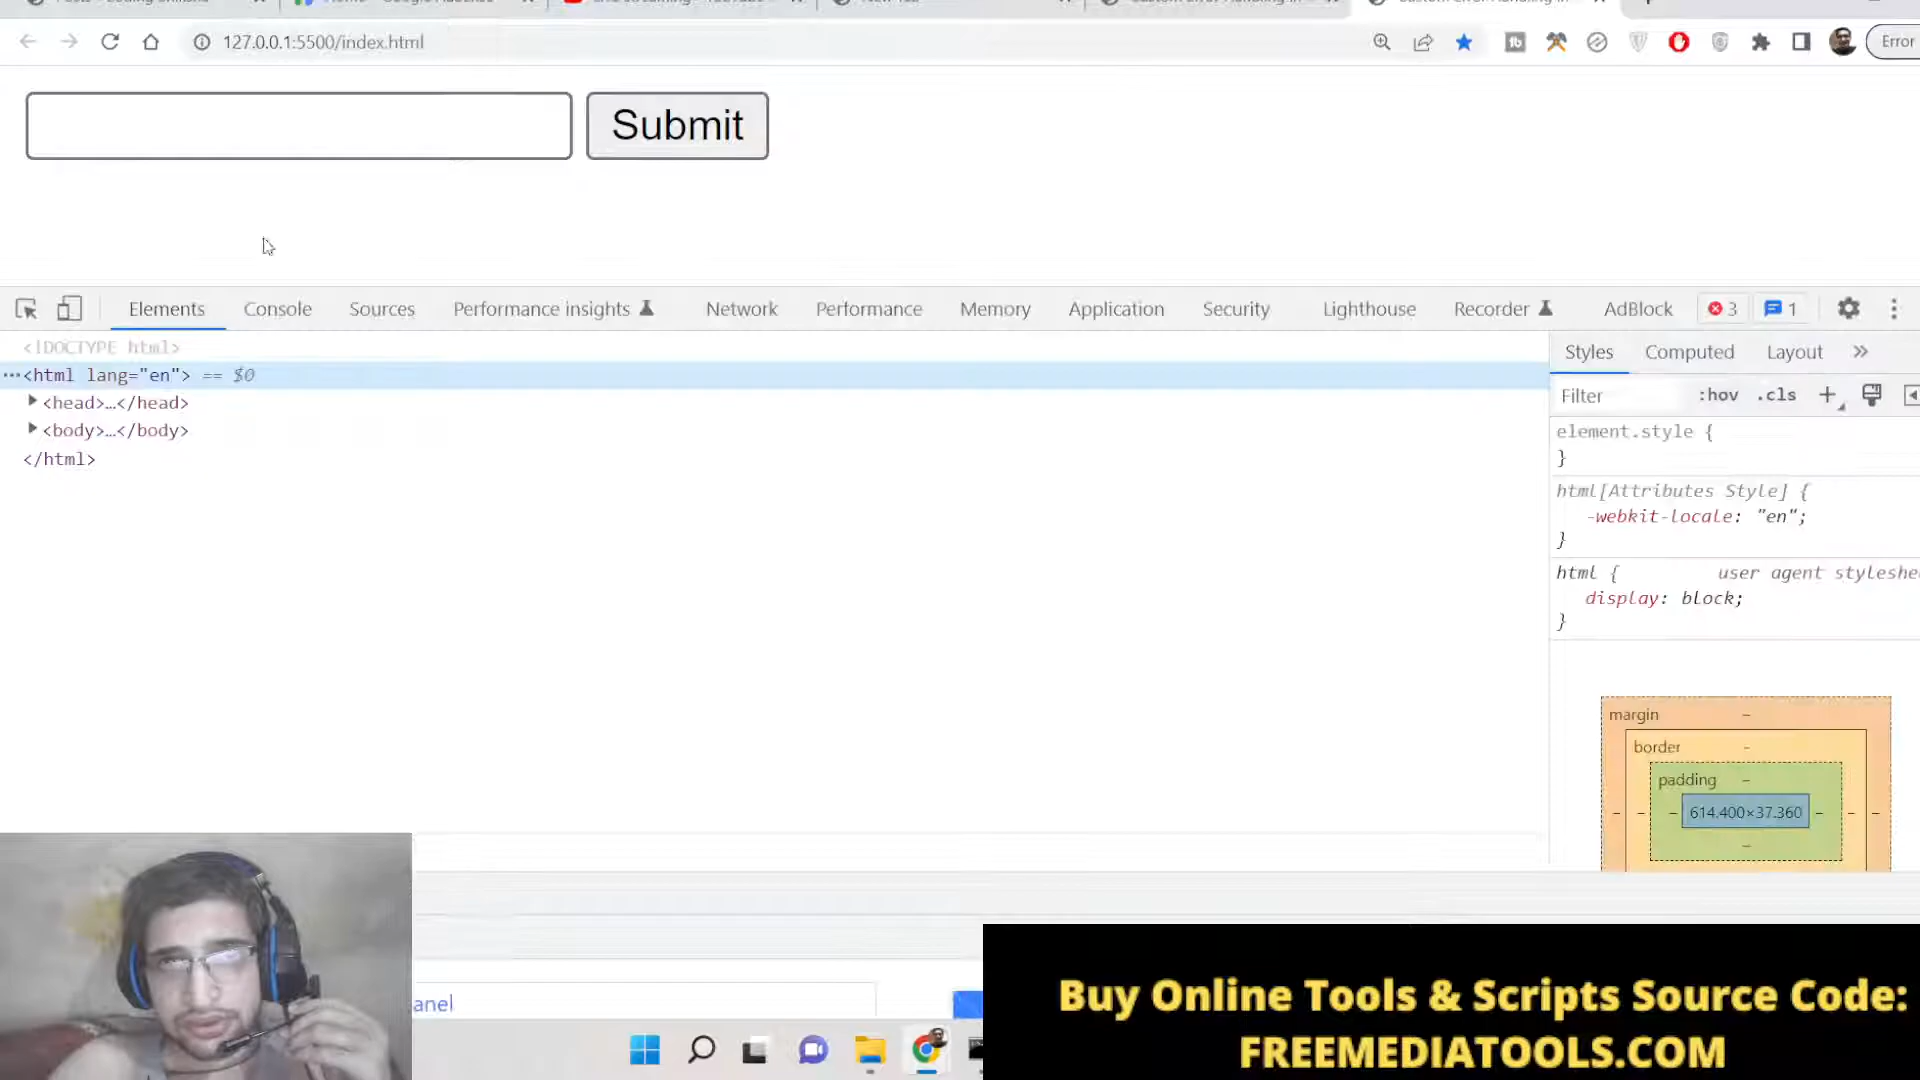 127.0.0.1:5500/index.html
Error
Submit
Elements
Console
Sources
Performance insights
Network
Performance
Memory
Application
Security
Lighthouse
Recorder
AdBlock
3
1
<!DOCTYPE html>
Styles
Computed
Layout
»
⋯<html lang="en"> == $0
<head>…</head>
<body>…</body>
</html>
Filter
:hov
.cls
+
element.style {
}
html[Attributes Style] {
-webkit-locale: "en";
}
html {
user agent styleshe
display: block;
}
margin –
border –
padding –
– – – 614.400×37.360 – – –
–
anel
Buy Online Tools & Scripts Source Code:
FREEMEDIATOOLS.COM